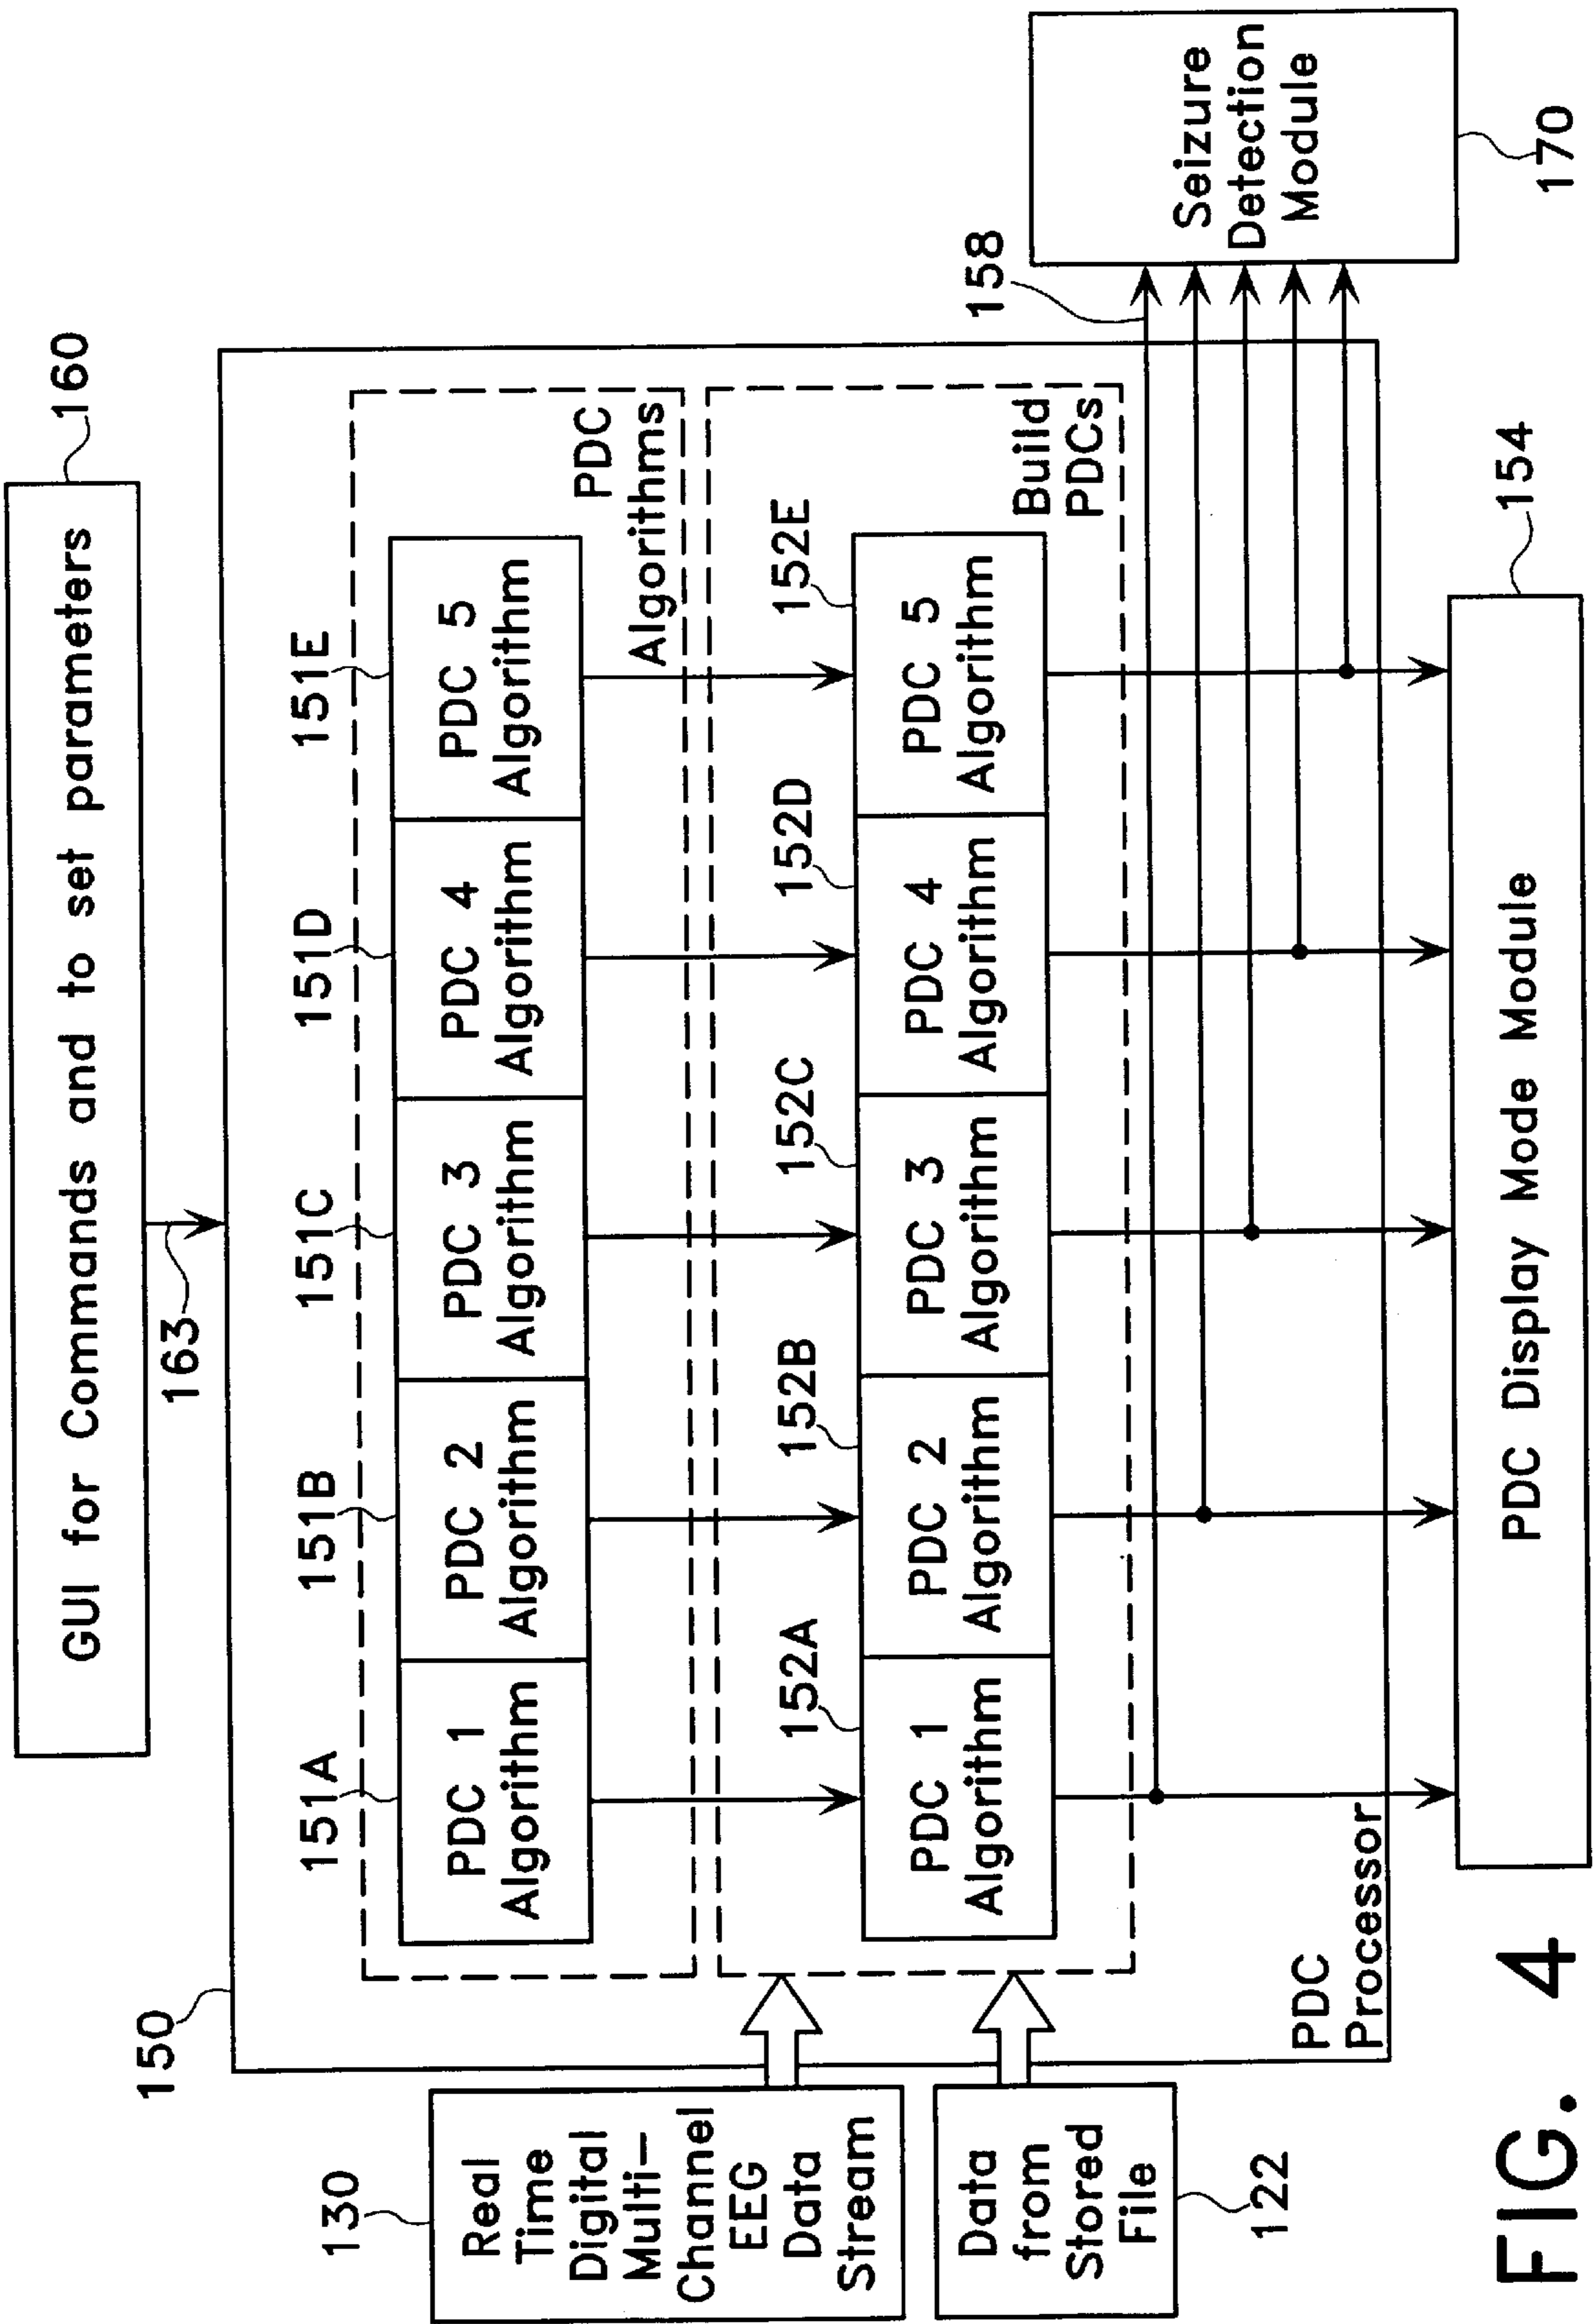 GUI for Commands and to set parameters
160
163
150
151A
151B
151C
151D
151E
PDC 1
Algorithm
PDC 2
Algorithm
PDC 3
Algorithm
PDC 4
Algorithm
PDC 5
Algorithm
PDC
Algorithms
130
Real
Time
Digital
Multi-
Channel
EEG
Data
Stream
152A
152B
152C
152D
152E
PDC 1
Algorithm
PDC 2
Algorithm
PDC 3
Algorithm
PDC 4
Algorithm
PDC 5
Algorithm
Build
PDCs
Data
from
Stored
File
122
158
Seizure
Detection
Module
170
PDC
Processor
154
PDC Display Mode Module
FIG. 4